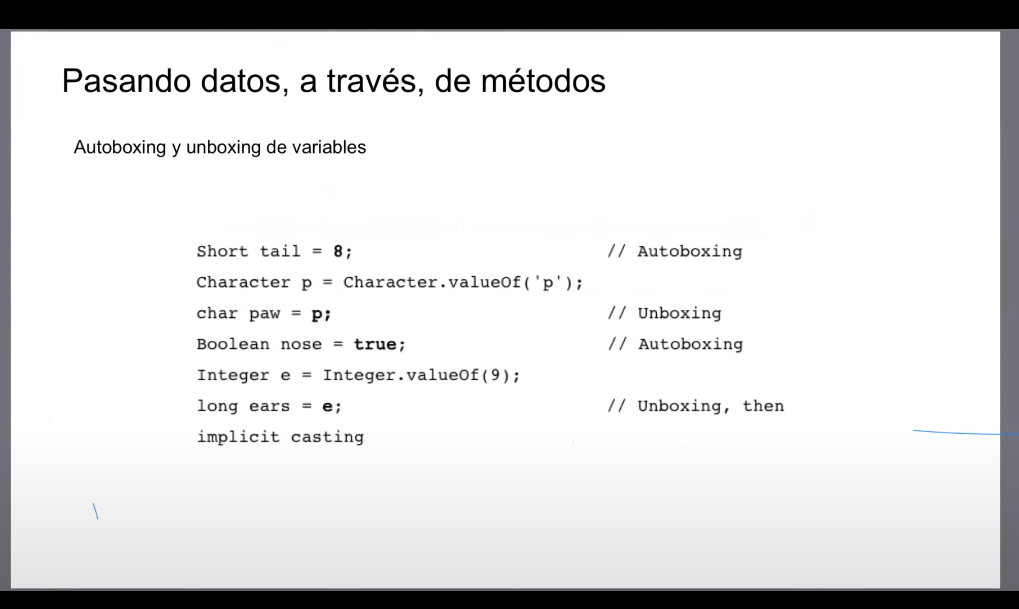 Pasando datos, a través, de métodos
Autoboxing y unboxing de variables
Short tail = 8; // Autoboxing
Character p = Character.valueOf('p');
char paw = p; // Unboxing
Boolean nose = true; // Autoboxing
Integer e = Integer.valueOf(9);
long ears = e; // Unboxing, then
implicit casting